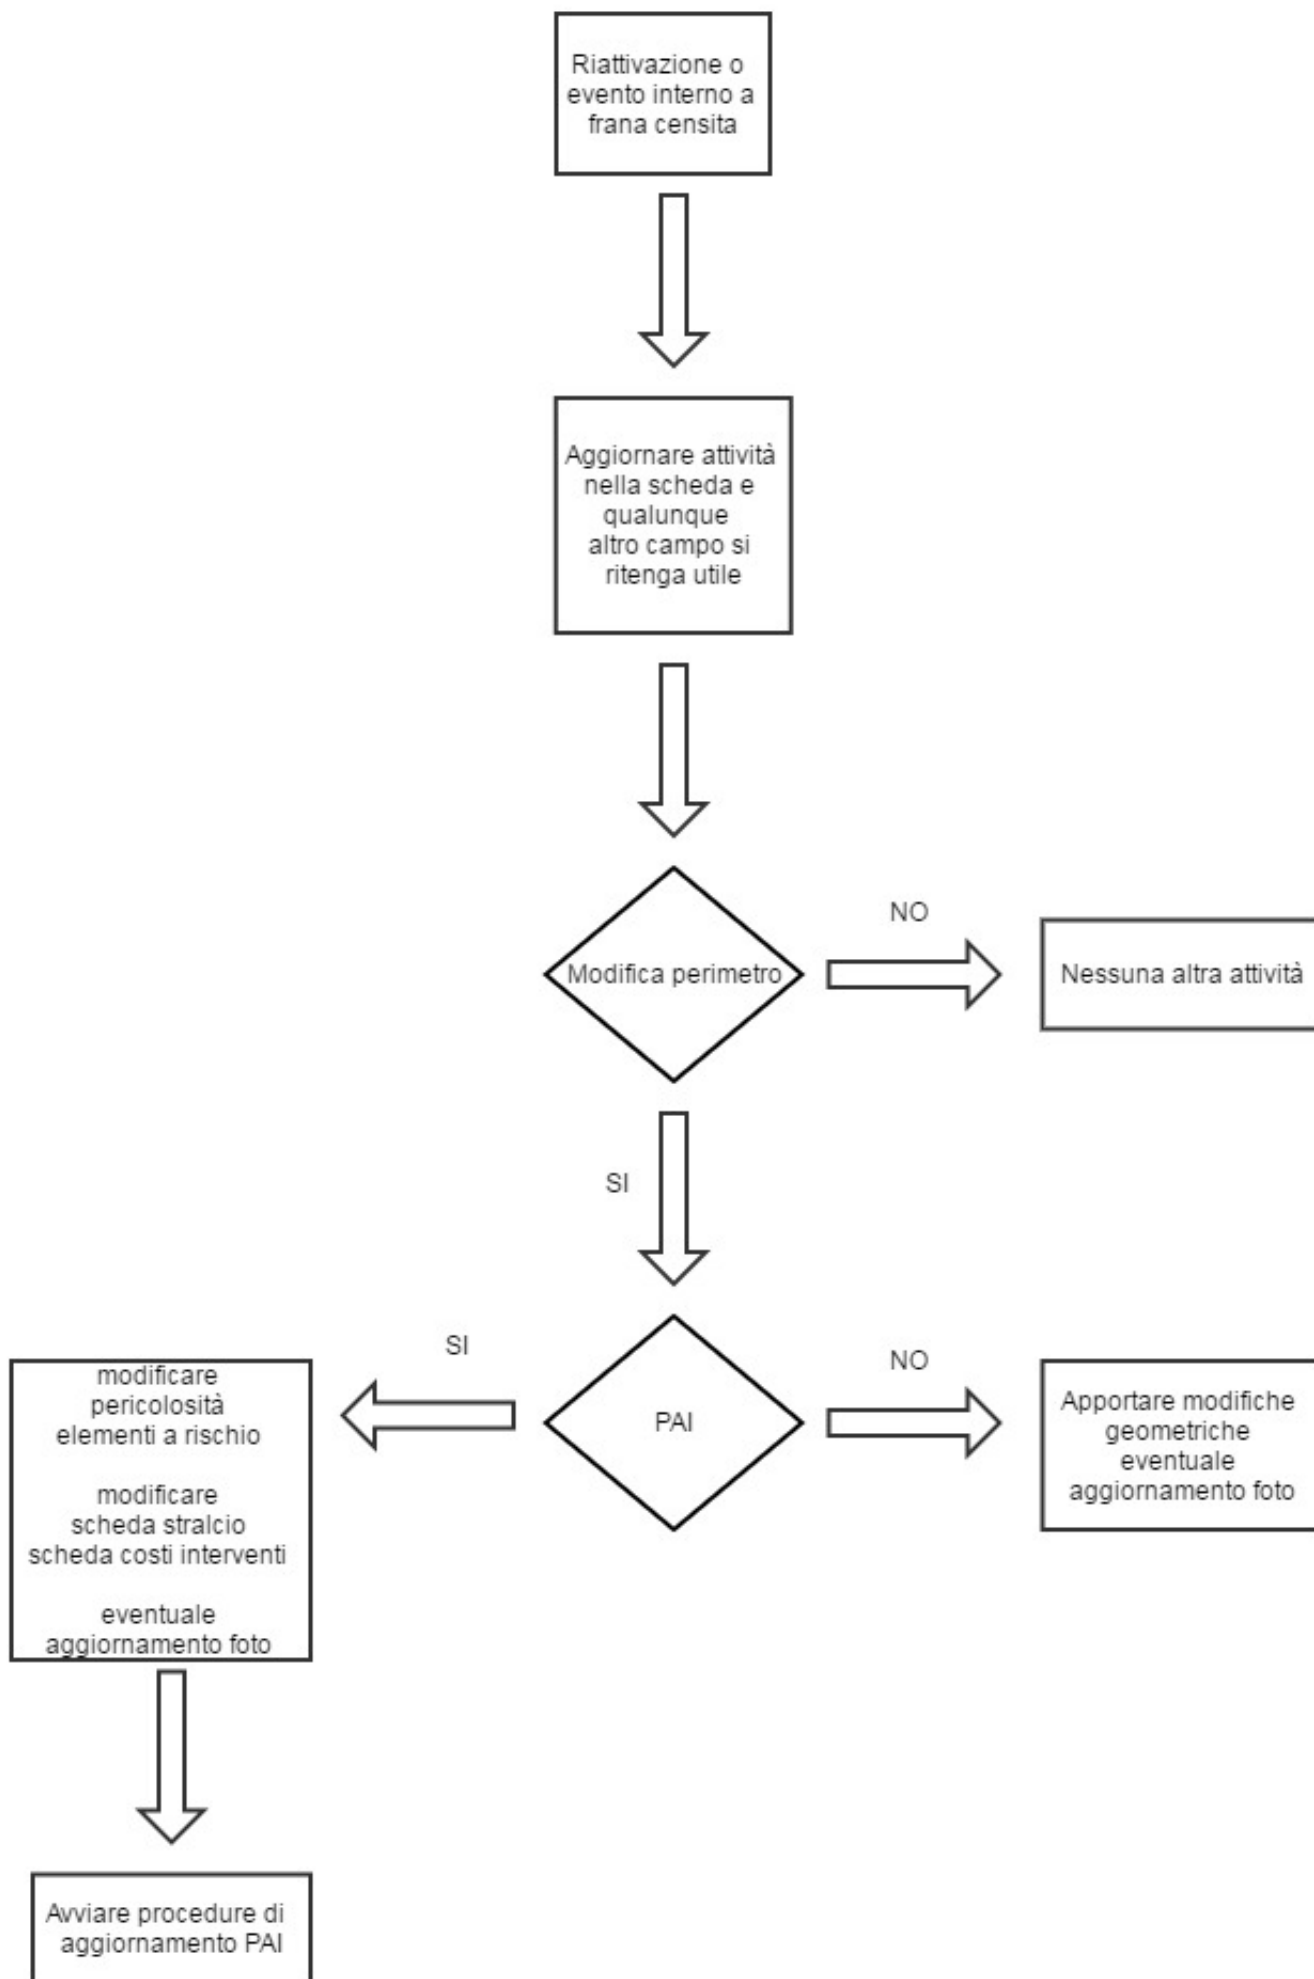 Riattivazione o
evento interno a
frana censita
Aggiornare attività
nella scheda e
qualunque
altro campo si
ritenga utile
Modifica perimetro
NO
Nessuna altra attività
SI
PAI
NO
Apportare modifiche
geometriche
eventuale
aggiornamento foto
SI
modificare
pericolosità
elementi a rischio
modificare
scheda stralcio
scheda costi interventi
eventuale
aggiornamento foto
Avviare procedure di
aggiornamento PAI